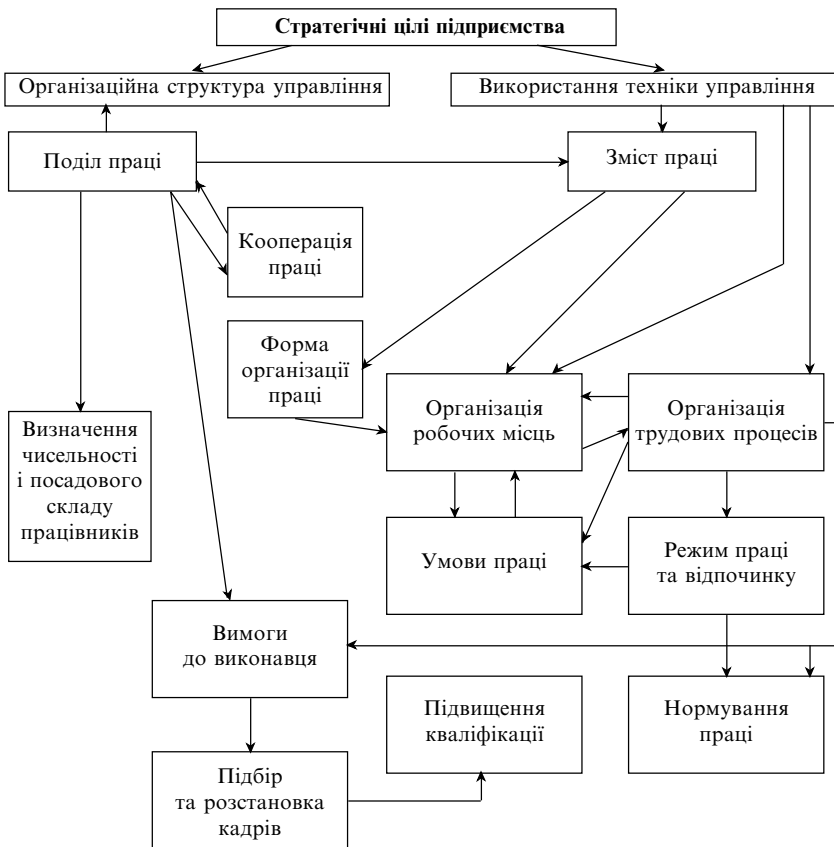 Стратегічні цілі підприємства
Організаційна структура управління
Використання техніки управління
Поділ праці
Зміст праці
Кооперація
праці
Форма
організації
праці
Організація
робочих місць
Організація
трудових процесів
Визначення
чисельності
і посадового
складу
працівників
Умови праці
Режим праці
та відпочинку
Вимоги
до виконавця
Підвищення
кваліфікації
Нормування
праці
Підбір
та розстановка
кадрів